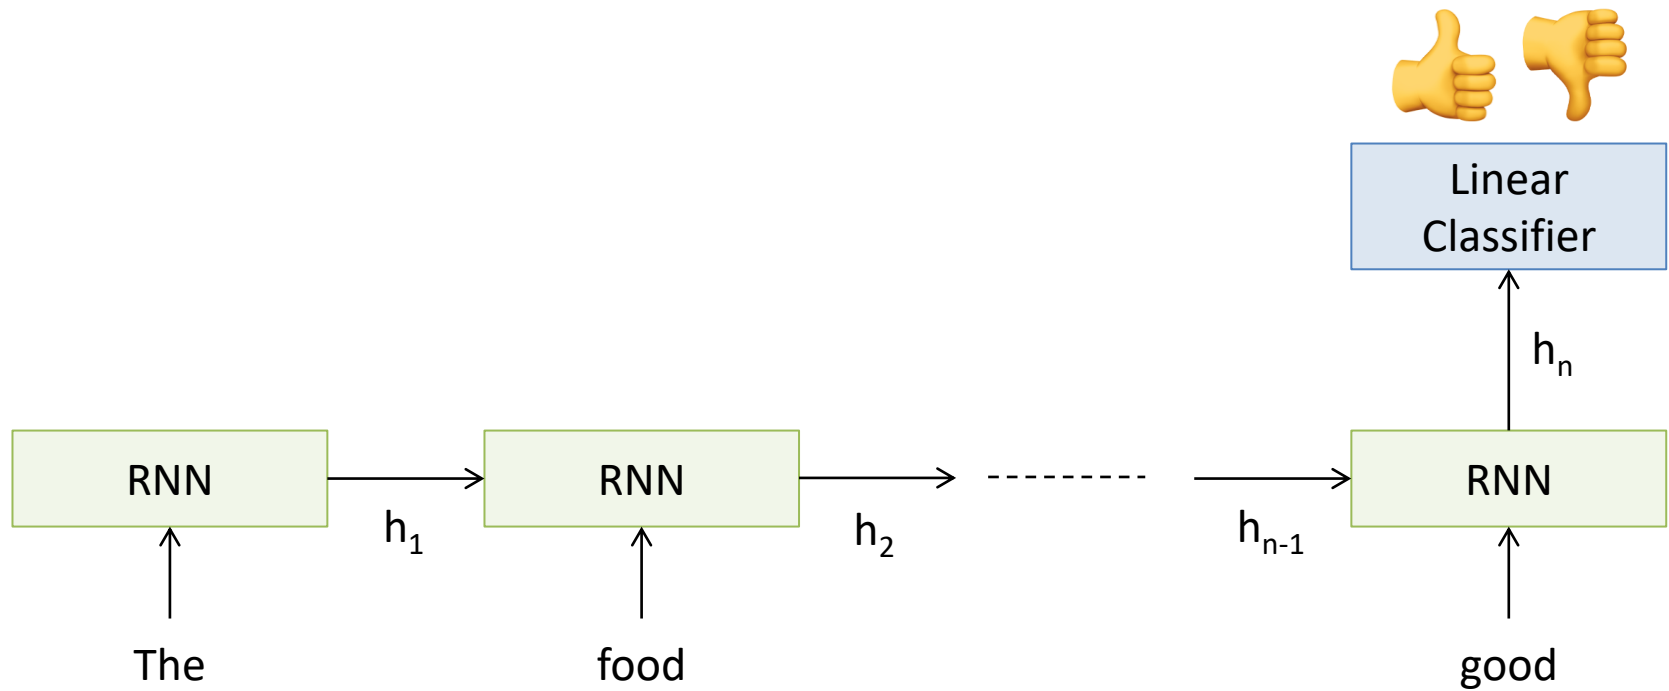 Linear
Classifier
hₙ
RNN
RNN
RNN
h₁
h₂
hₙ₋₁
The
food
good